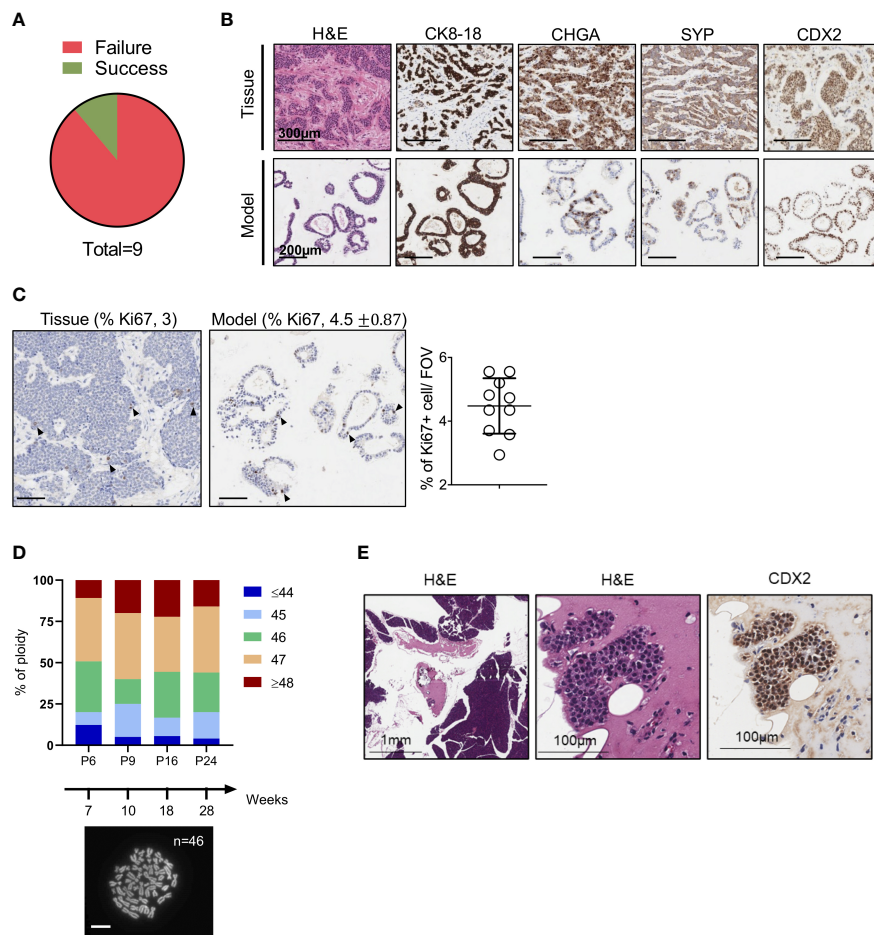 A
Failure
Success
Total=9
B
H&E CK8-18 CHGA SYP CDX2
Tissue
300μm
Model
200μm
C
Tissue (% Ki67, 3) Model (% Ki67, 4.5 ±0.87)
% of Ki67+ cell/ FOV
6
4
2
D
% of ploidy
100
75
50
25
0
≤44
45
46
47
≥48
P6 P9 P16 P24
7 10 18 28 Weeks
n=46
E
H&E H&E CDX2
1mm 100μm 100μm